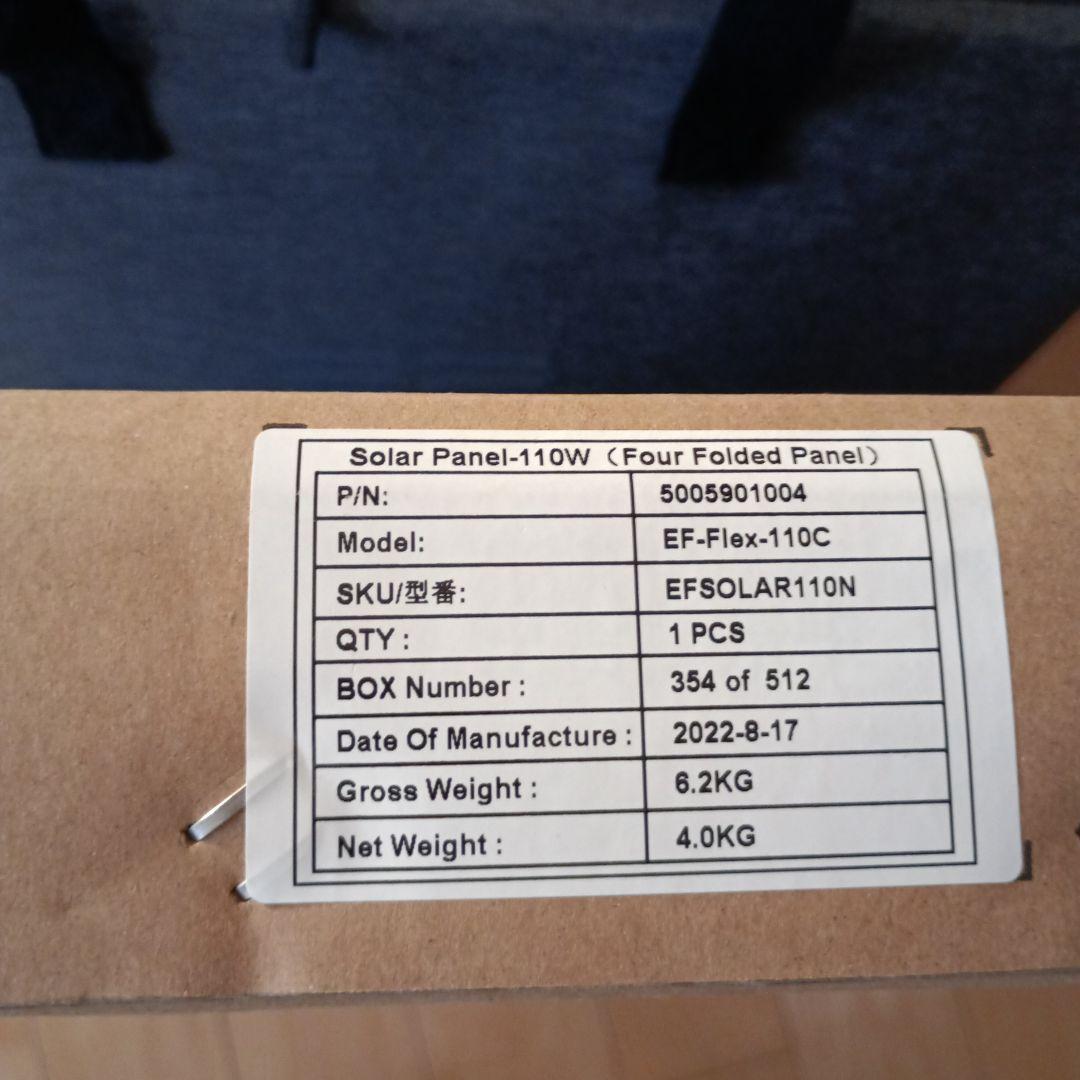 Solar Panel-110W（Four Folded Panel）
P/N: 5005901004
Model: EF-Flex-110C
SKU/型番: EFSOLAR110N
QTY : 1 PCS
BOX Number : 354 of 512
Date Of Manufacture : 2022-8-17
Gross Weight : 6.2KG
Net Weight : 4.0KG